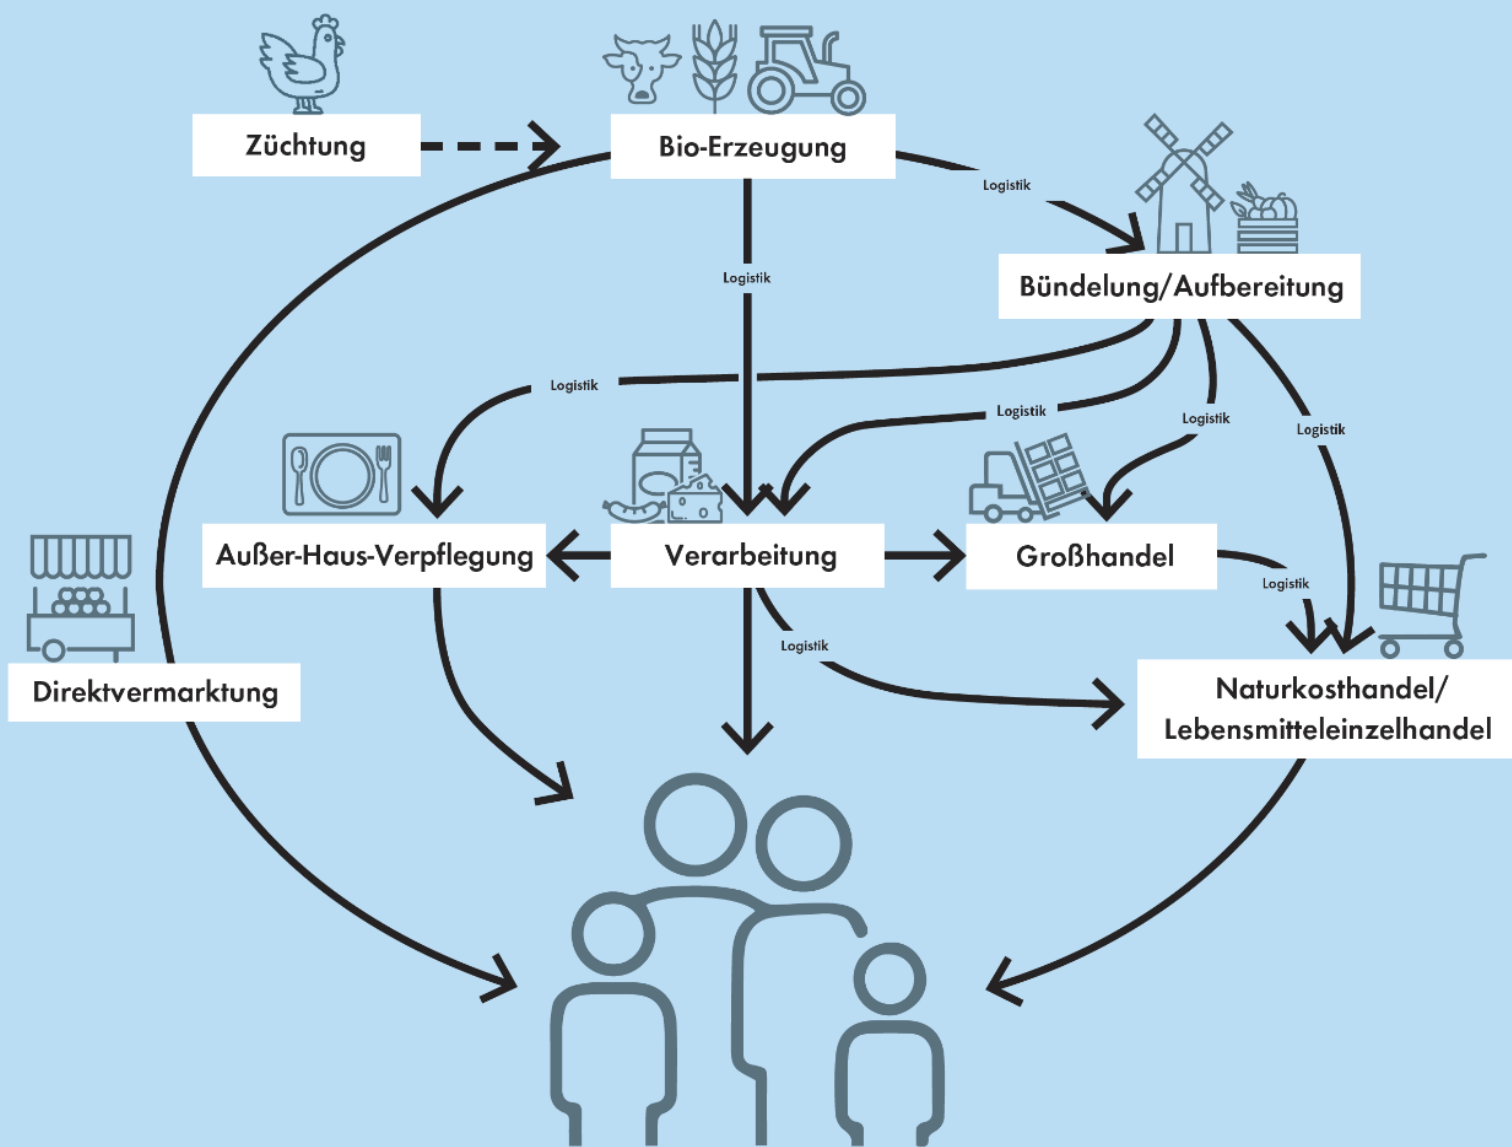 Züchtung
Bio-Erzeugung
Logistik
Logistik
Bündelung/Aufbereitung
Logistik
Logistik
Logistik
Logistik
Außer-Haus-Verpflegung
Verarbeitung
Großhandel
Logistik
Logistik
Direktvermarktung
Naturkosthandel/
Lebensmitteleinzelhandel